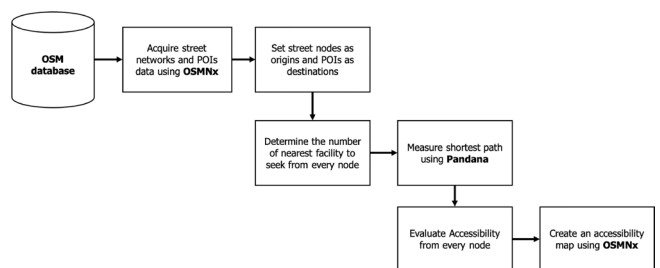 OSM
database
Acquire street
networks and POIs
data using OSMNx
Set street nodes as
origins and POIs as
destinations
Determine the number
of nearest facility to
seek from every node
Measure shortest path
using Pandana
Evaluate Accessibility
from every node
Create an accessibility
map using OSMNx